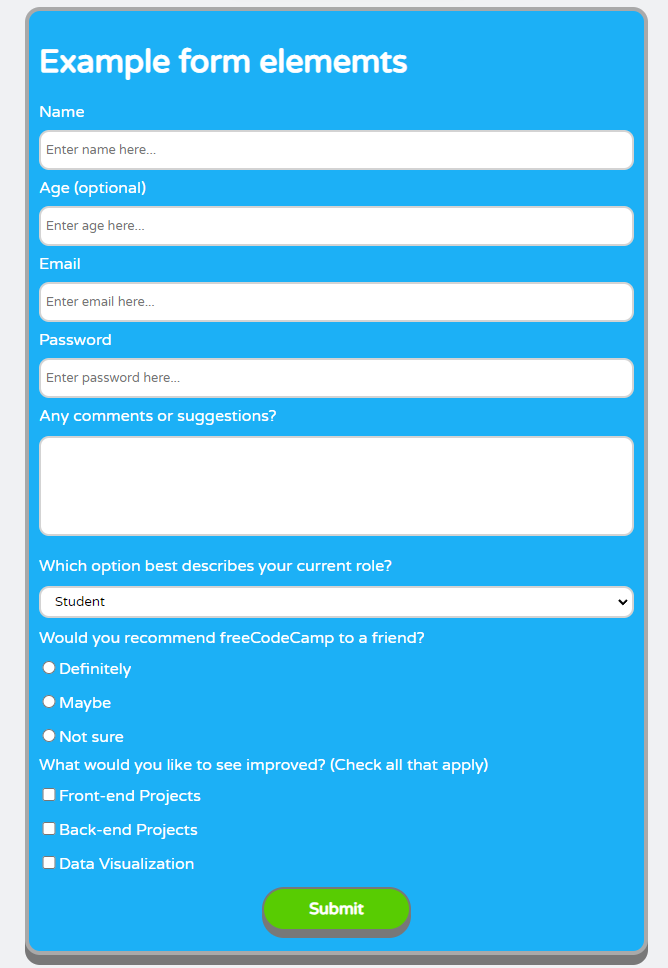 Example form elememts
Name
Enter name here...
Age (optional)
Enter age here...
Email
Enter email here...
Password
Enter password here...
Any comments or suggestions?
Which option best describes your current role?
Student
Would you recommend freeCodeCamp to a friend?
Definitely
Maybe
Not sure
What would you like to see improved? (Check all that apply)
Front-end Projects
Back-end Projects
Data Visualization
Submit